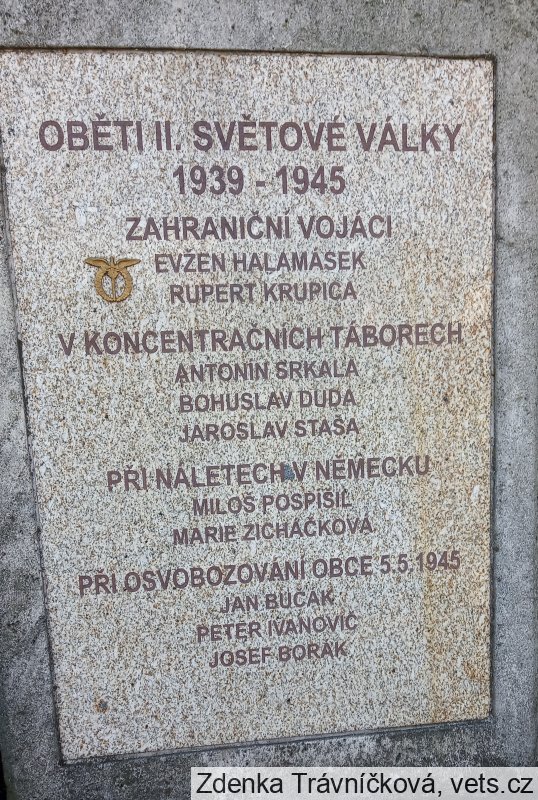 OBĚTI II. SVĚTOVÉ VÁLKY
1939 - 1945
ZAHRANIČNÍ VOJÁCI
EVŽEN HALAMÁSEK
RUPERT KRUPICA
V KONCENTRAČNÍCH TÁBORECH
ANTONÍN SRKALA
BOHUSLAV DUDA
JAROSLAV STAŠA
PŘI NÁLETECH V NĚMECKU
MILOŠ POSPÍŠIL
MARIE ZICHÁČKOVÁ
PŘI OSVOBOZOVÁNÍ OBCE 5.5.1945
JAN BUČÁK
PETER IVANOVIČ
JOSEF BORÁK
Zdenka Trávníčková, vets.cz